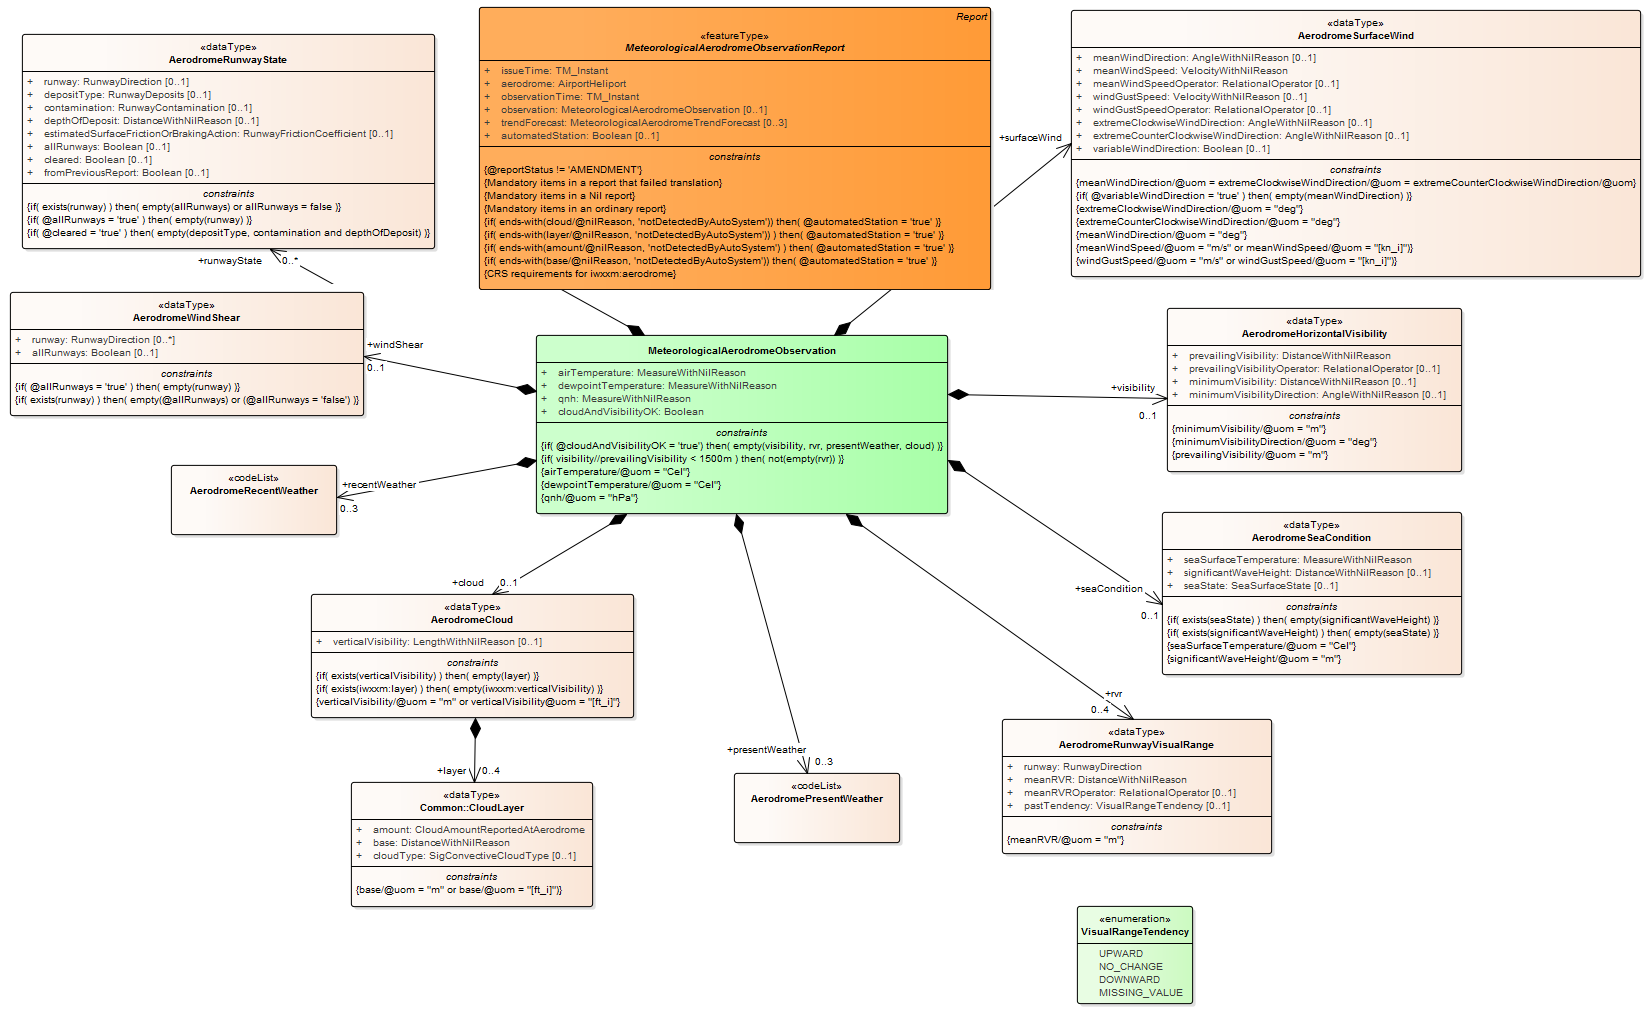 «dataType»
AerodromeRunwayState
+ runway: RunwayDirection [0..1]
+ depositType: RunwayDeposits [0..1]
+ contamination: RunwayContamination [0..1]
+ depthOfDeposit: DistanceWithNilReason [0..1]
+ estimatedSurfaceFrictionOrBrakingAction: RunwayFrictionCoefficient [0..1]
+ allRunways: Boolean [0..1]
+ cleared: Boolean [0..1]
+ fromPreviousReport: Boolean [0..1]
constraints
{if( exists(runway) ) then( empty(allRunways) or allRunways = false )}
{if( @allRunways = 'true' ) then( empty(runway) )}
{if( @cleared = 'true' ) then( empty(depositType, contamination and depthOfDeposit) )}
Report
«featureType»
MeteorologicalAerodromeObservationReport
+ issueTime: TM_Instant
+ aerodrome: AirportHeliport
+ observationTime: TM_Instant
+ observation: MeteorologicalAerodromeObservation [0..1]
+ trendForecast: MeteorologicalAerodromeTrendForecast [0..3]
+ automatedStation: Boolean [0..1]
constraints
{@reportStatus != 'AMENDMENT'}
{Mandatory items in a report that failed translation}
{Mandatory items in a Nil report}
{Mandatory items in an ordinary report}
{if( ends-with(cloud/@nilReason, 'notDetectedByAutoSystem')) then( @automatedStation = 'true' )}
{if( ends-with(layer/@nilReason, 'notDetectedByAutoSystem')) ) then( @automatedStation = 'true' )}
{if( ends-with(amount/@nilReason, 'notDetectedByAutoSystem') ) then( @automatedStation = 'true' )}
{if( ends-with(base/@nilReason, 'notDetectedByAutoSystem')) then( @automatedStation = 'true' )}
{CRS requirements for iwxxm:aerodrome}
«dataType»
AerodromeSurfaceWind
+ meanWindDirection: AngleWithNilReason [0..1]
+ meanWindSpeed: VelocityWithNilReason
+ meanWindSpeedOperator: RelationalOperator [0..1]
+ windGustSpeed: VelocityWithNilReason [0..1]
+ windGustSpeedOperator: RelationalOperator [0..1]
+ extremeClockwiseWindDirection: AngleWithNilReason [0..1]
+ extremeCounterClockwiseWindDirection: AngleWithNilReason [0..1]
+ variableWindDirection: Boolean [0..1]
constraints
{meanWindDirection/@uom = extremeClockwiseWindDirection/@uom = extremeCounterClockwiseWindDirection/@uom}
{if( @variableWindDirection = 'true' ) then( empty(meanWindDirection) )}
{extremeClockwiseWindDirection/@uom = "deg"}
{extremeCounterClockwiseWindDirection/@uom = "deg"}
{meanWindDirection/@uom = "deg"}
{meanWindSpeed/@uom = "m/s" or meanWindSpeed/@uom = "[kn_i]")}
{windGustSpeed/@uom = "m/s" or windGustSpeed/@uom = "[kn_i]")}
+surfaceWind
+runwayState
0..*
«dataType»
AerodromeWindShear
+ runway: RunwayDirection [0..*]
+ allRunways: Boolean [0..1]
constraints
{if( @allRunways = 'true' ) then( empty(runway) )}
{if( exists(runway) ) then( empty(@allRunways) or (@allRunways = 'false') )}
+windShear
0..1
MeteorologicalAerodromeObservation
+ airTemperature: MeasureWithNilReason
+ dewpointTemperature: MeasureWithNilReason
+ qnh: MeasureWithNilReason
+ cloudAndVisibilityOK: Boolean
constraints
{if( @cloudAndVisibilityOK = 'true') then( empty(visibility, rvr, presentWeather, cloud) )}
{if( visibility//prevailingVisibility < 1500m ) then( not(empty(rvr)) )}
{airTemperature/@uom = "Cel"}
{dewpointTemperature/@uom = "Cel"}
{qnh/@uom = "hPa"}
+visibility
0..1
«dataType»
AerodromeHorizontalVisibility
+ prevailingVisibility: DistanceWithNilReason
+ prevailingVisibilityOperator: RelationalOperator [0..1]
+ minimumVisibility: DistanceWithNilReason [0..1]
+ minimumVisibilityDirection: AngleWithNilReason [0..1]
constraints
{minimumVisibility/@uom = "m"}
{minimumVisibilityDirection/@uom = "deg"}
{prevailingVisibility/@uom = "m"}
«codeList»
AerodromeRecentWeather
+recentWeather
0..3
+seaCondition
0..1
«dataType»
AerodromeSeaCondition
+ seaSurfaceTemperature: MeasureWithNilReason
+ significantWaveHeight: DistanceWithNilReason [0..1]
+ seaState: SeaSurfaceState [0..1]
constraints
{if( exists(seaState) ) then( empty(significantWaveHeight) )}
{if( exists(significantWaveHeight) ) then( empty(seaState) )}
{seaSurfaceTemperature/@uom = "Cel"}
{significantWaveHeight/@uom = "m"}
+cloud
0..1
«dataType»
AerodromeCloud
+ verticalVisibility: LengthWithNilReason [0..1]
constraints
{if( exists(verticalVisibility) ) then( empty(layer) )}
{if( exists(iwxxm:layer) ) then( empty(iwxxm:verticalVisibility) )}
{verticalVisibility/@uom = "m" or verticalVisibility@uom = "[ft_i]"}
+layer
0..4
«dataType»
Common::CloudLayer
+ amount: CloudAmountReportedAtAerodrome
+ base: DistanceWithNilReason
+ cloudType: SigConvectiveCloudType [0..1]
constraints
{base/@uom = "m" or base/@uom = "[ft_i]")}
+presentWeather
0..3
«codeList»
AerodromePresentWeather
+rvr
0..4
«dataType»
AerodromeRunwayVisualRange
+ runway: RunwayDirection
+ meanRVR: DistanceWithNilReason
+ meanRVROperator: RelationalOperator [0..1]
+ pastTendency: VisualRangeTendency [0..1]
constraints
{meanRVR/@uom = "m"}
«enumeration»
VisualRangeTendency
UPWARD
NO_CHANGE
DOWNWARD
MISSING_VALUE